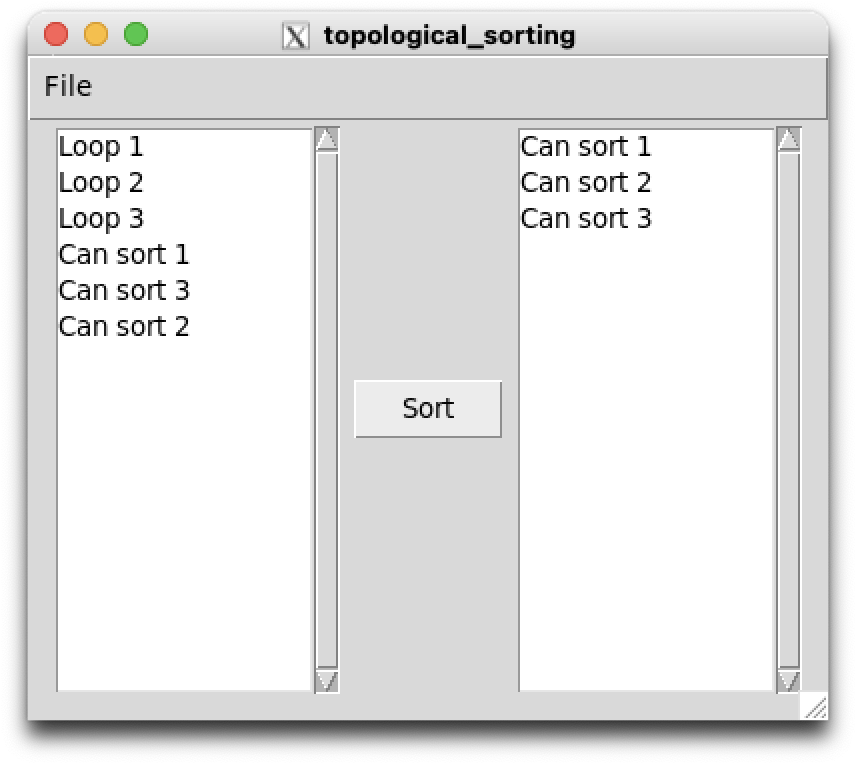 topological_sorting
File
Loop 1
Loop 2
Loop 3
Can sort 1
Can sort 3
Can sort 2
Sort
Can sort 1
Can sort 2
Can sort 3